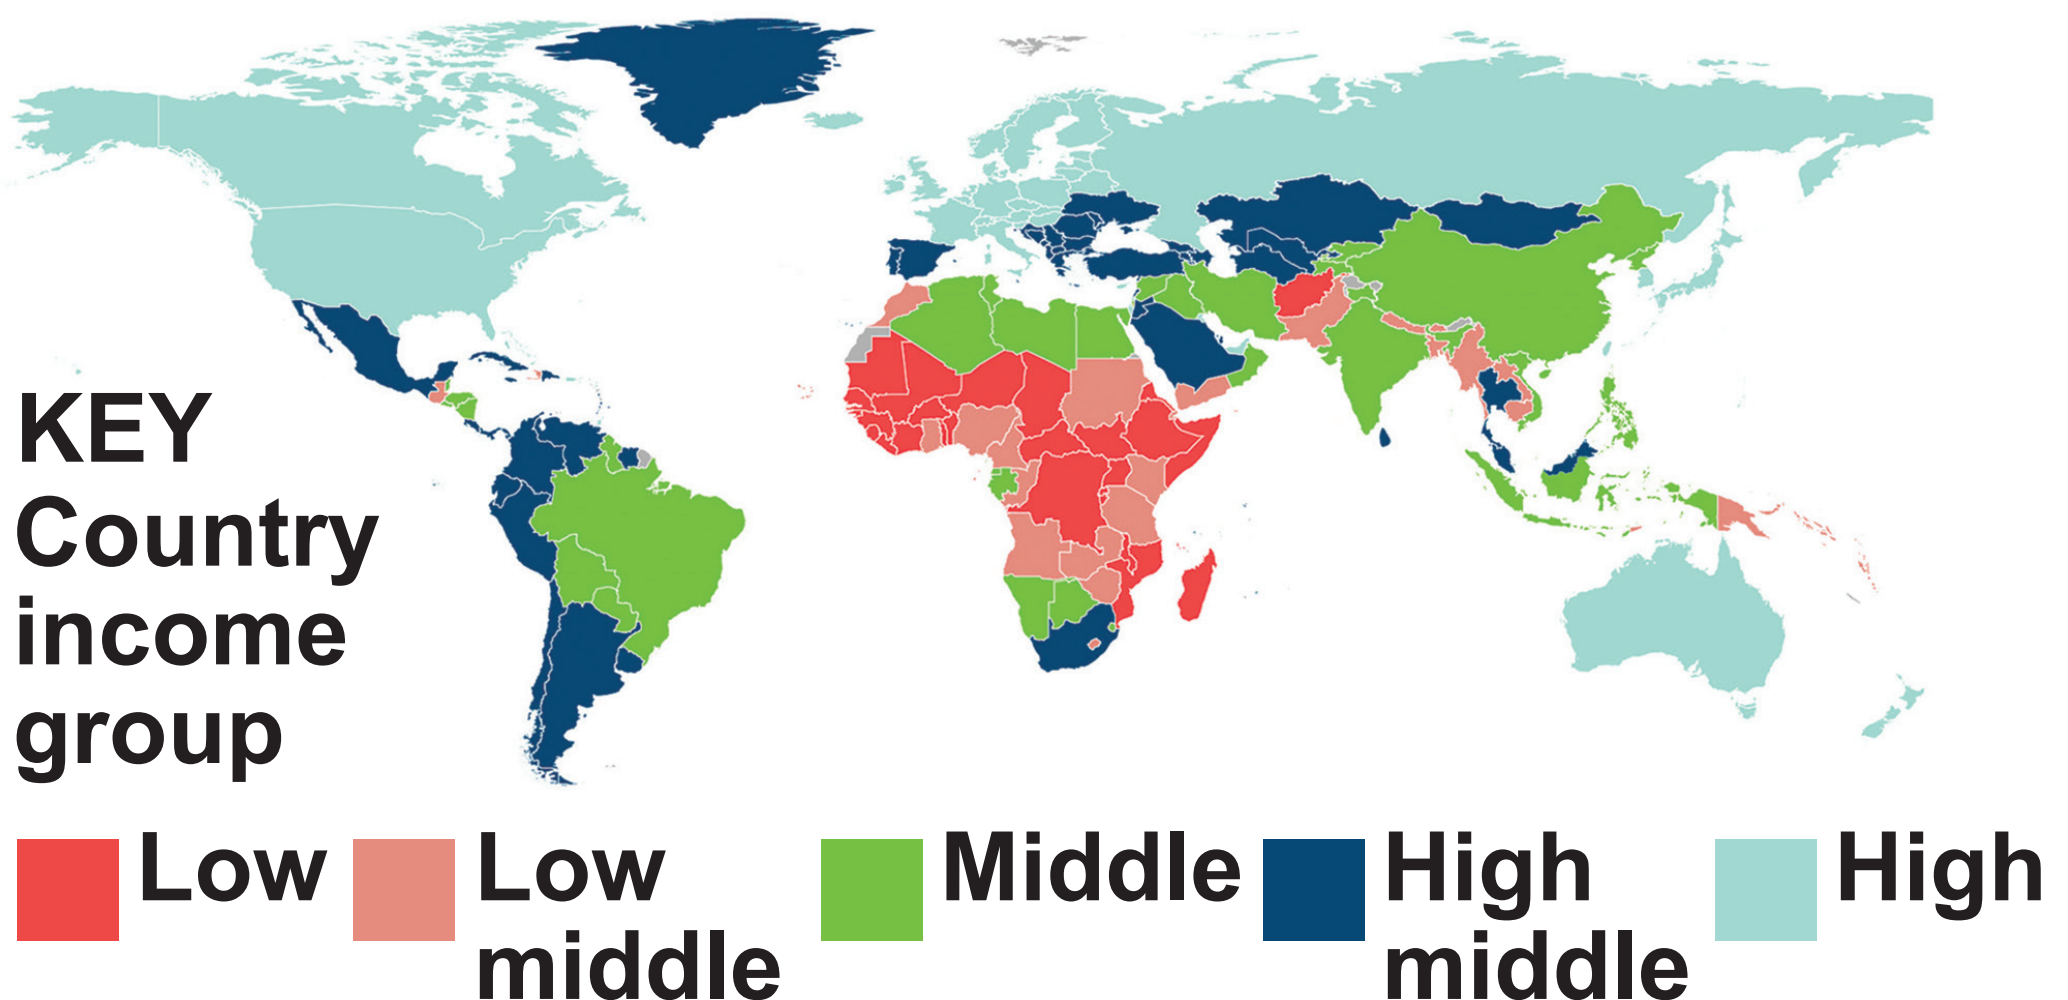 KEY
Country
income
group
Low
Low
middle
Middle
High
middle
High